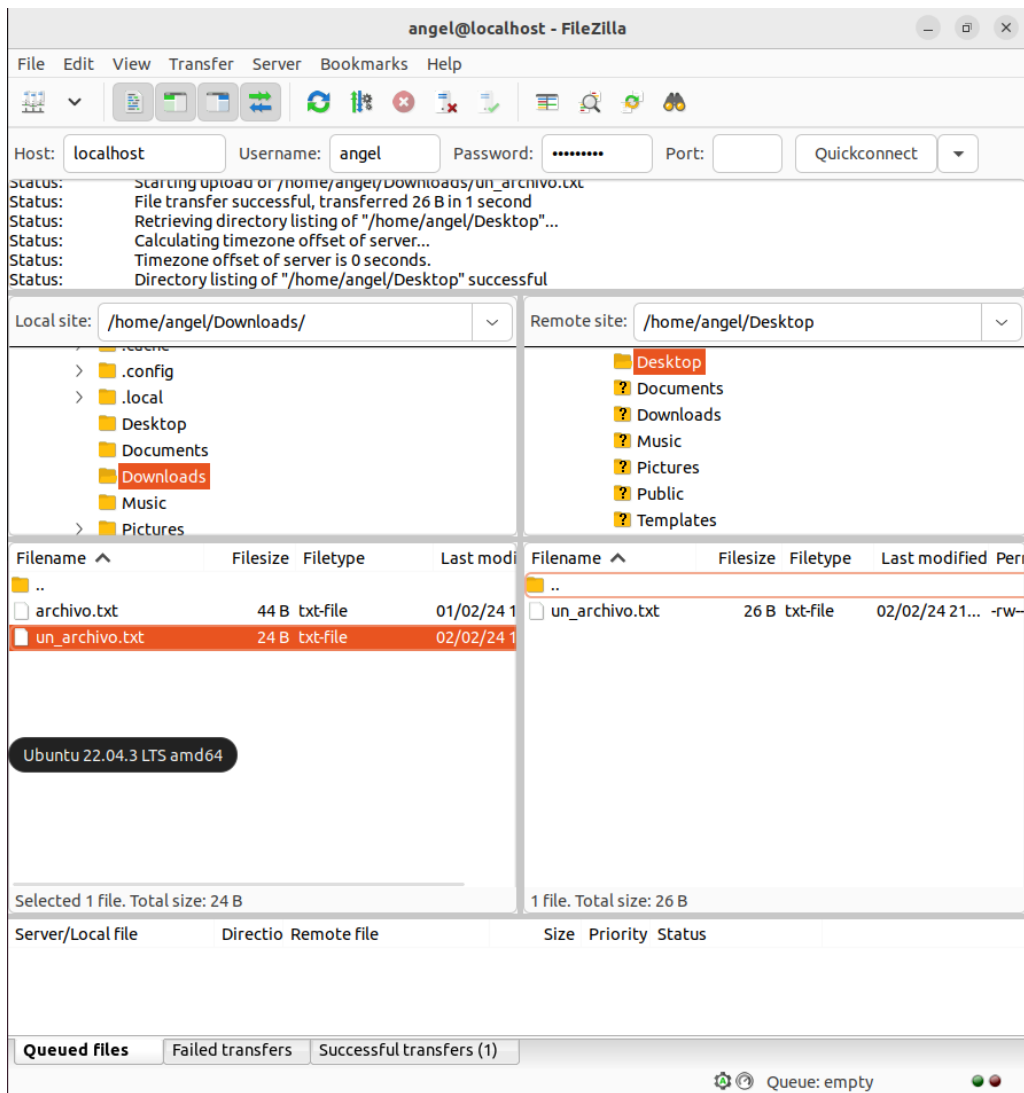 angel@localhost - FileZilla
File Edit View Transfer Server Bookmarks Help
Host: localhost Username: angel Password: ••••••••• Port: Quickconnect
Status: Starting upload of /home/angel/Downloads/un_archivo.txt
Status: File transfer successful, transferred 26 B in 1 second
Status: Retrieving directory listing of "/home/angel/Desktop"...
Status: Calculating timezone offset of server...
Status: Timezone offset of server is 0 seconds.
Status: Directory listing of "/home/angel/Desktop" successful
Local site: /home/angel/Downloads/
.cache
.config
.local
Desktop
Documents
Downloads
Music
Pictures
Remote site: /home/angel/Desktop
Desktop
? Documents
? Downloads
? Music
? Pictures
? Public
? Templates
Filename Filesize Filetype Last modi
..
archivo.txt 44 B txt-file 01/02/24 1
un_archivo.txt 24 B txt-file 02/02/24 1
Ubuntu 22.04.3 LTS amd64
Selected 1 file. Total size: 24 B
Filename Filesize Filetype Last modified Perr
..
un_archivo.txt 26 B txt-file 02/02/24 21... -rw--
1 file. Total size: 26 B
Server/Local file Directio Remote file Size Priority Status
Queued files Failed transfers Successful transfers (1)
Queue: empty